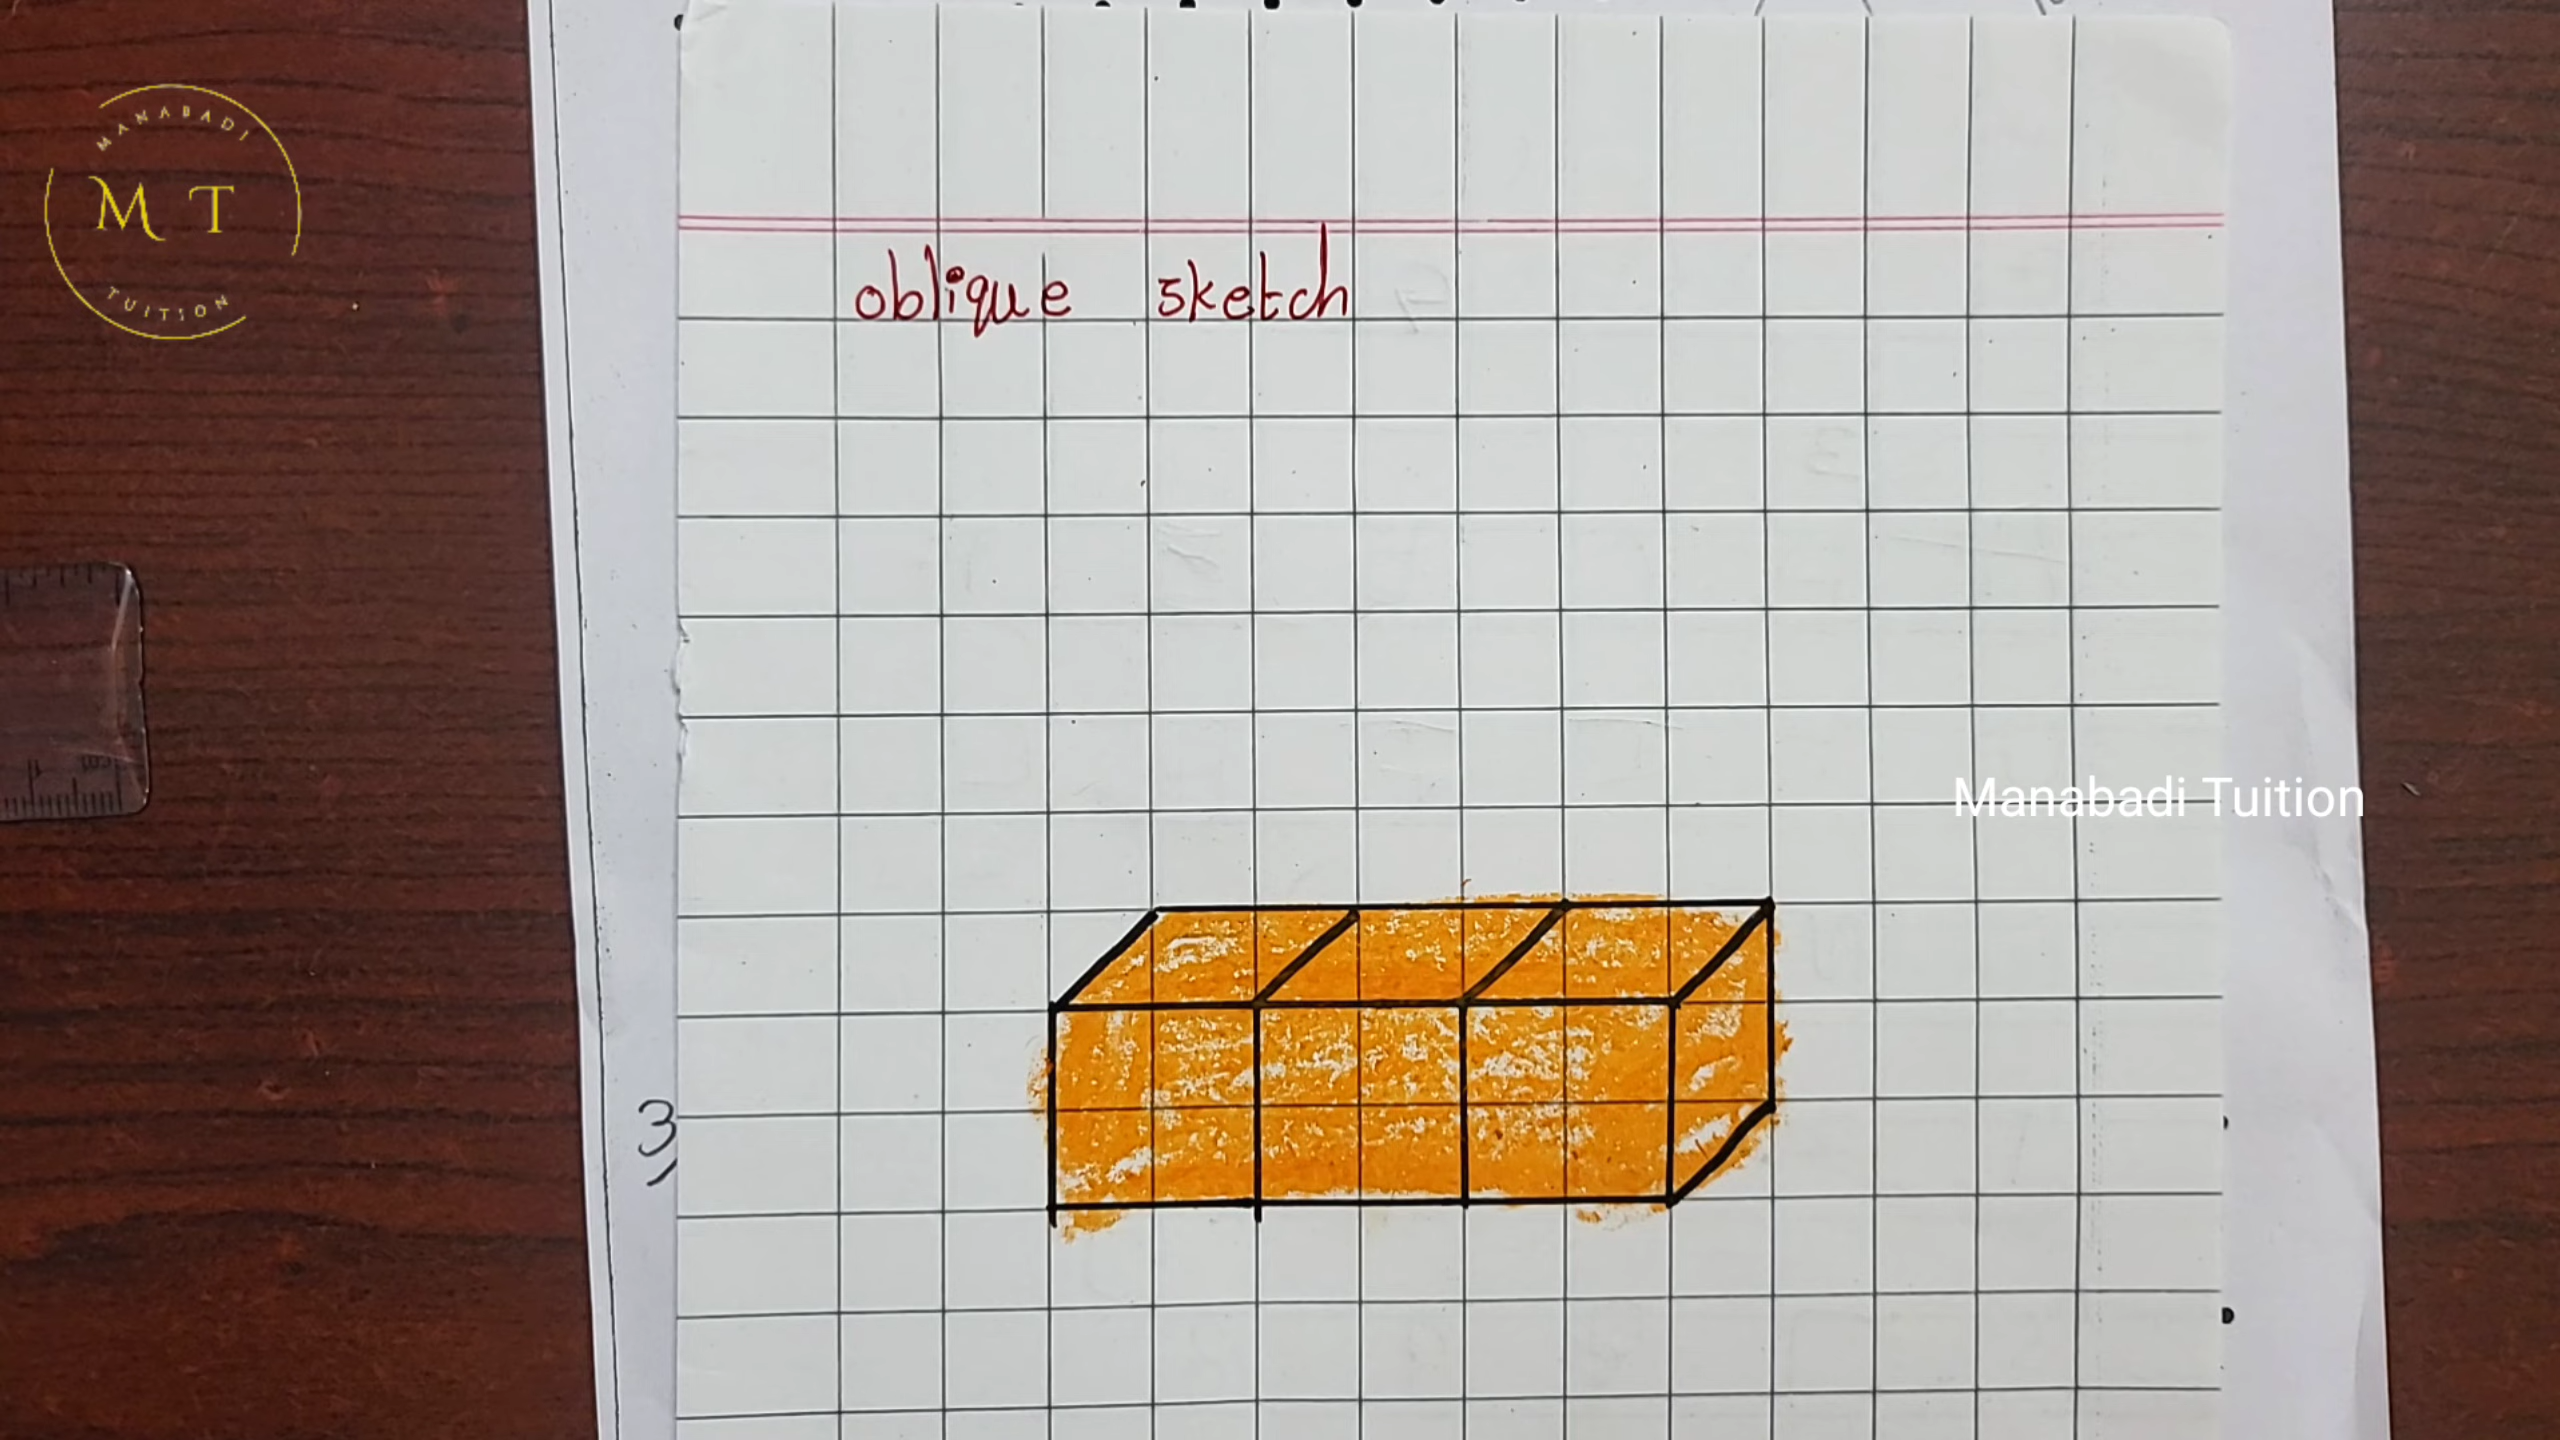 MANABADI
M T
TUITION
oblique sketch
Manabadi Tuition
3